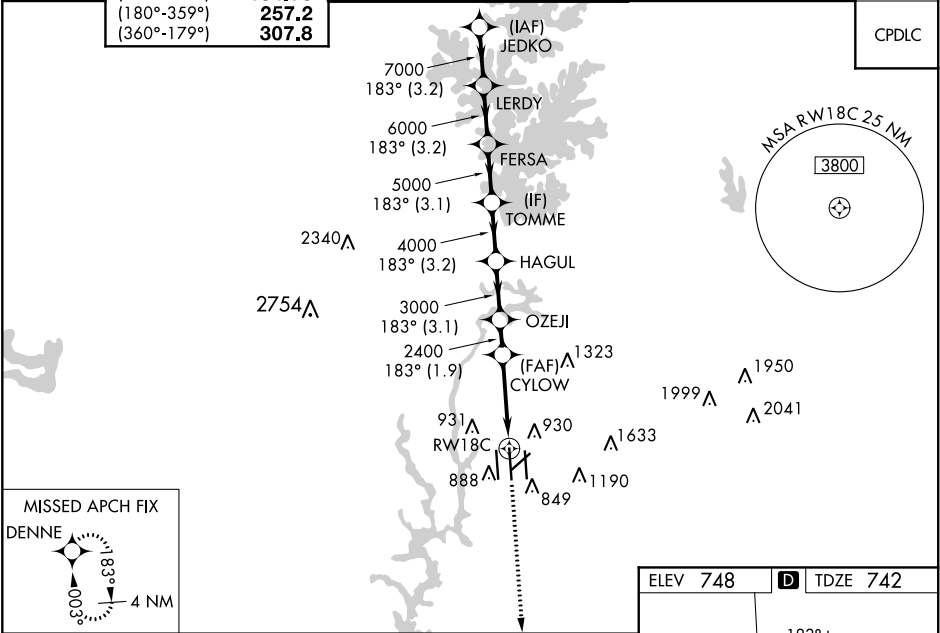 (180°-359°) 257.2
(360°-179°) 307.8
CPDLC
(IAF)
JEDKO
7000
183° (3.2)
LERDY
6000
183° (3.2)
FERSA
5000
183° (3.1)
(IF)
TOMME
4000
183° (3.2)
HAGUL
3000
183° (3.1)
OZEJI
2400
183° (1.9)
(FAF)
CYLOW
MSA RW18C 25 NM
3800
2340
2754
1323
1950
1999
2041
931
930
RW18C
1633
888
849
1190
MISSED APCH FIX
DENNE
183°
003°
4 NM
ELEV 748 D TDZE 742